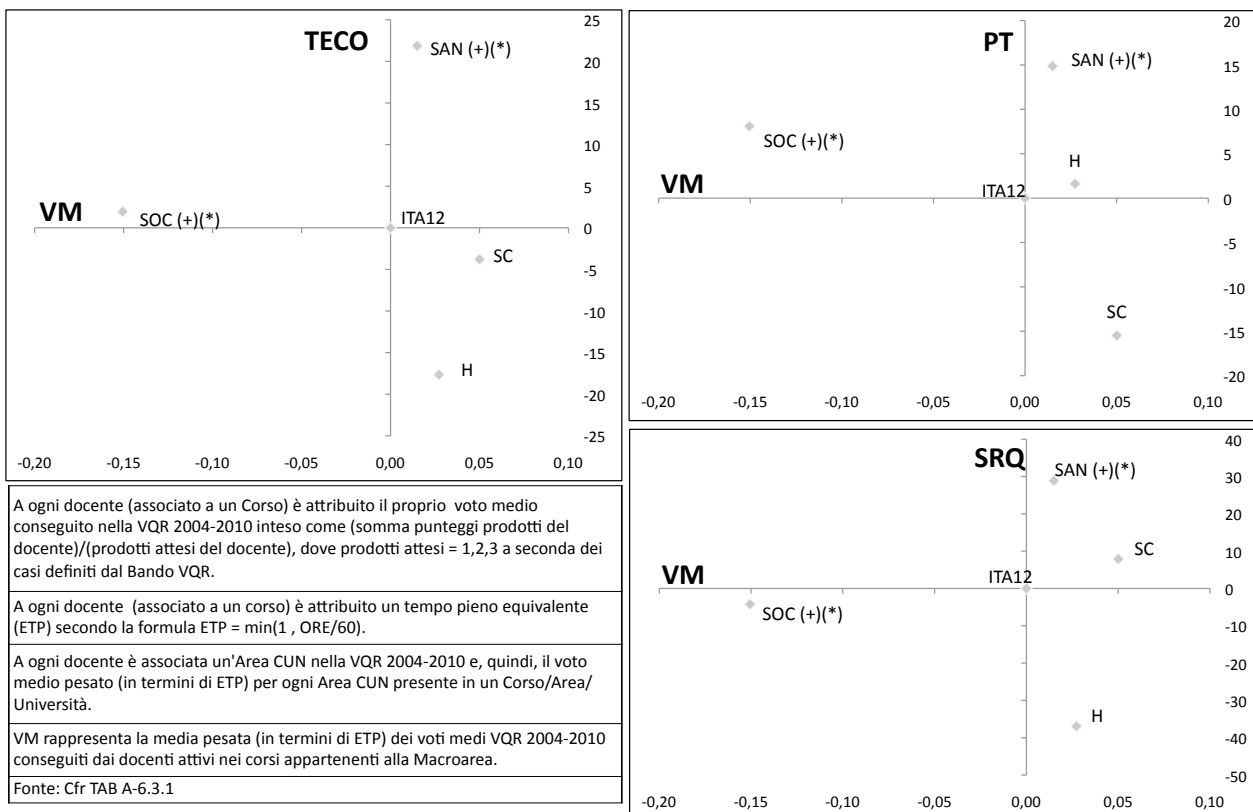 TECO
25
20
15
10
5
0
-5
-10
-15
-20
-25
SAN (+)(*)
VM
SOC (+)(*)
ITA12
SC
H
-0,20
-0,15
-0,10
-0,05
0,00
0,05
0,10
PT
20
15
10
5
0
-5
-10
-15
-20
SAN (+)(*)
SOC (+)(*)
H
VM
ITA12
SC
-0,20
-0,15
-0,10
-0,05
0,00
0,05
0,10
SRQ
40
30
20
10
0
-10
-20
-30
-40
-50
SAN (+)(*)
SC
VM
ITA12
SOC (+)(*)
H
-0,20
-0,15
-0,10
-0,05
0,00
0,05
0,10
A ogni docente (associato a un Corso) è attribuito il proprio voto medio
conseguito nella VQR 2004-2010 inteso come (somma punteggi prodotti del
docente)/(prodotti attesi del docente), dove prodotti attesi = 1,2,3 a seconda dei
casi definiti dal Bando VQR.
A ogni docente (associato a un corso) è attribuito un tempo pieno equivalente
(ETP) secondo la formula ETP = min(1 , ORE/60).
A ogni docente è associata un'Area CUN nella VQR 2004-2010 e, quindi, il voto
medio pesato (in termini di ETP) per ogni Area CUN presente in un Corso/Area/
Università.
VM rappresenta la media pesata (in termini di ETP) dei voti medi VQR 2004-2010
conseguiti dai docenti attivi nei corsi appartenenti alla Macroarea.
Fonte: Cfr TAB A-6.3.1